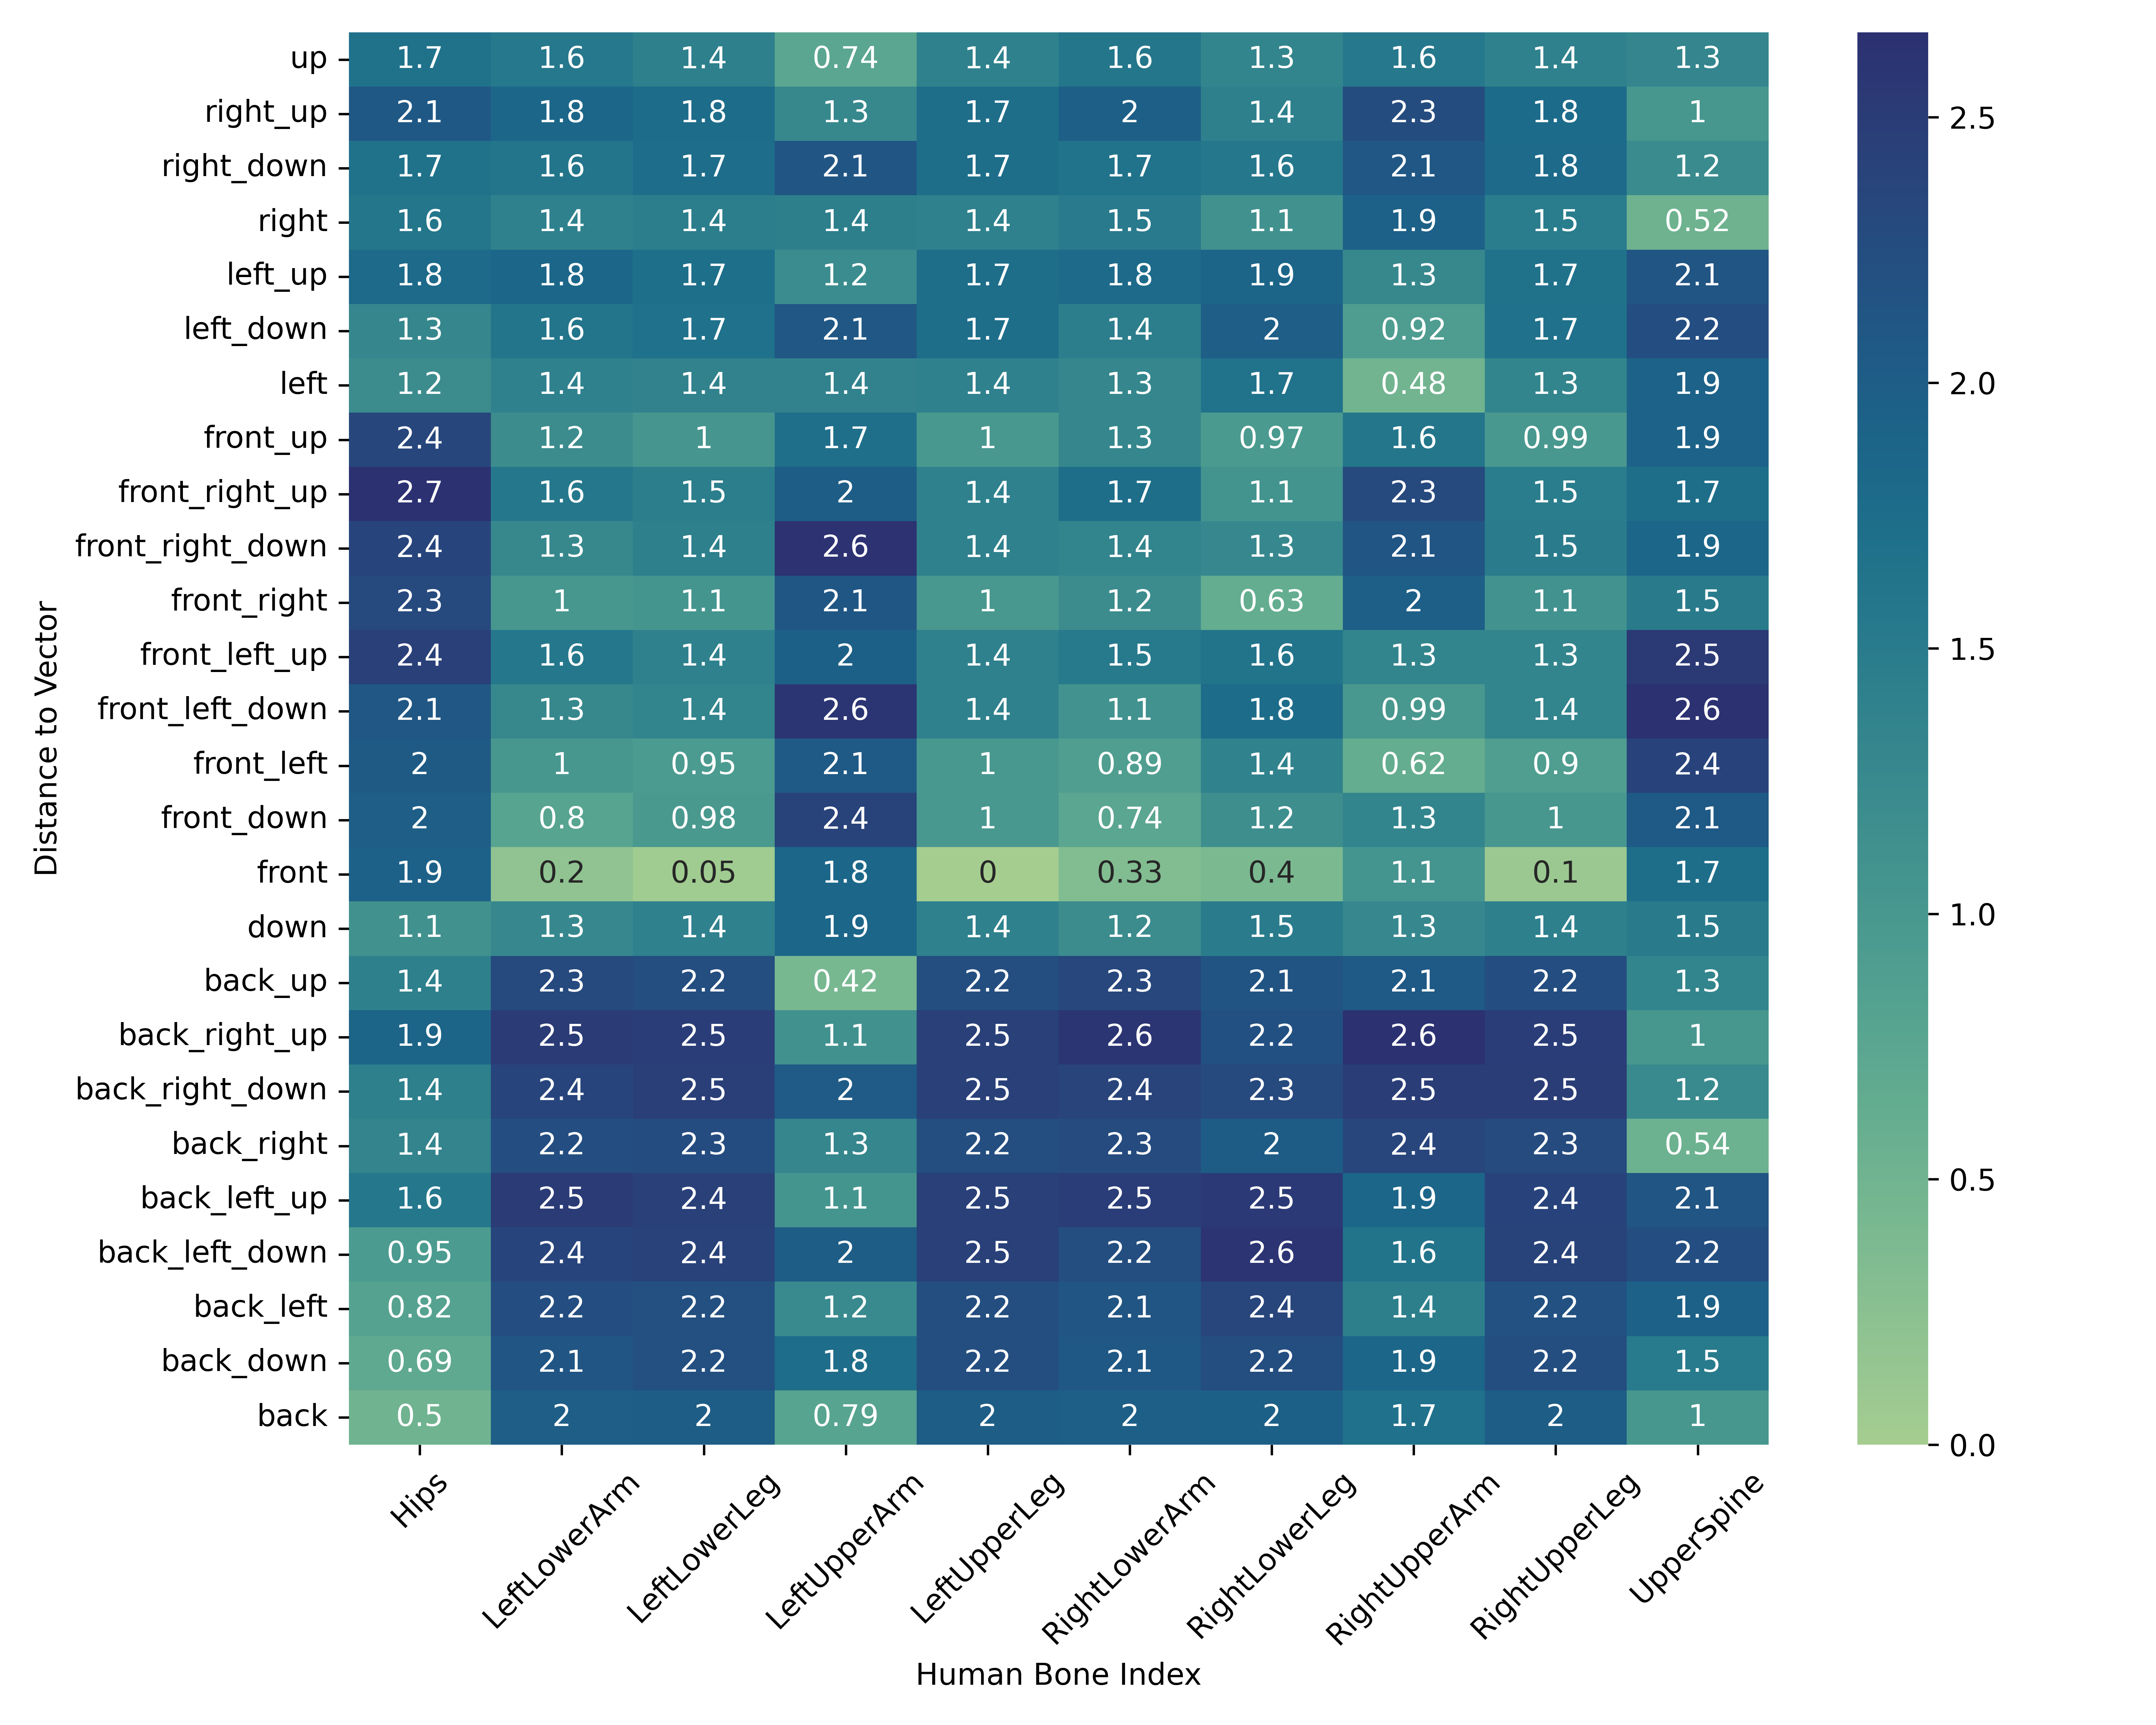 up 1.7 1.6 1.4 0.74 1.4 1.6 1.3 1.6 1.4 1.3
right_up 2.1 1.8 1.8 1.3 1.7 2 1.4 2.3 1.8 1
right_down 1.7 1.6 1.7 2.1 1.7 1.7 1.6 2.1 1.8 1.2
right 1.6 1.4 1.4 1.4 1.4 1.5 1.1 1.9 1.5 0.52
left_up 1.8 1.8 1.7 1.2 1.7 1.8 1.9 1.3 1.7 2.1
left_down 1.3 1.6 1.7 2.1 1.7 1.4 2 0.92 1.7 2.2
left 1.2 1.4 1.4 1.4 1.4 1.3 1.7 0.48 1.3 1.9
front_up 2.4 1.2 1 1.7 1 1.3 0.97 1.6 0.99 1.9
front_right_up 2.7 1.6 1.5 2 1.4 1.7 1.1 2.3 1.5 1.7
front_right_down 2.4 1.3 1.4 2.6 1.4 1.4 1.3 2.1 1.5 1.9
front_right 2.3 1 1.1 2.1 1 1.2 0.63 2 1.1 1.5
front_left_up 2.4 1.6 1.4 2 1.4 1.5 1.6 1.3 1.3 2.5
front_left_down 2.1 1.3 1.4 2.6 1.4 1.1 1.8 0.99 1.4 2.6
front_left 2 1 0.95 2.1 1 0.89 1.4 0.62 0.9 2.4
front_down 2 0.8 0.98 2.4 1 0.74 1.2 1.3 1 2.1
front 1.9 0.2 0.05 1.8 0 0.33 0.4 1.1 0.1 1.7
down 1.1 1.3 1.4 1.9 1.4 1.2 1.5 1.3 1.4 1.5
back_up 1.4 2.3 2.2 0.42 2.2 2.3 2.1 2.1 2.2 1.3
back_right_up 1.9 2.5 2.5 1.1 2.5 2.6 2.2 2.6 2.5 1
back_right_down 1.4 2.4 2.5 2 2.5 2.4 2.3 2.5 2.5 1.2
back_right 1.4 2.2 2.3 1.3 2.2 2.3 2 2.4 2.3 0.54
back_left_up 1.6 2.5 2.4 1.1 2.5 2.5 2.5 1.9 2.4 2.1
back_left_down 0.95 2.4 2.4 2 2.5 2.2 2.6 1.6 2.4 2.2
back_left 0.82 2.2 2.2 1.2 2.2 2.1 2.4 1.4 2.2 1.9
back_down 0.69 2.1 2.2 1.8 2.2 2.1 2.2 1.9 2.2 1.5
back 0.5 2 2 0.79 2 2 2 1.7 2 1
Hips LeftLowerArm LeftLowerLeg LeftUpperArm LeftUpperLeg RightLowerArm RightLowerLeg RightUpperArm RightUpperLeg UpperSpine
Human Bone Index
Distance to Vector
2.5
2.0
1.5
1.0
0.5
0.0